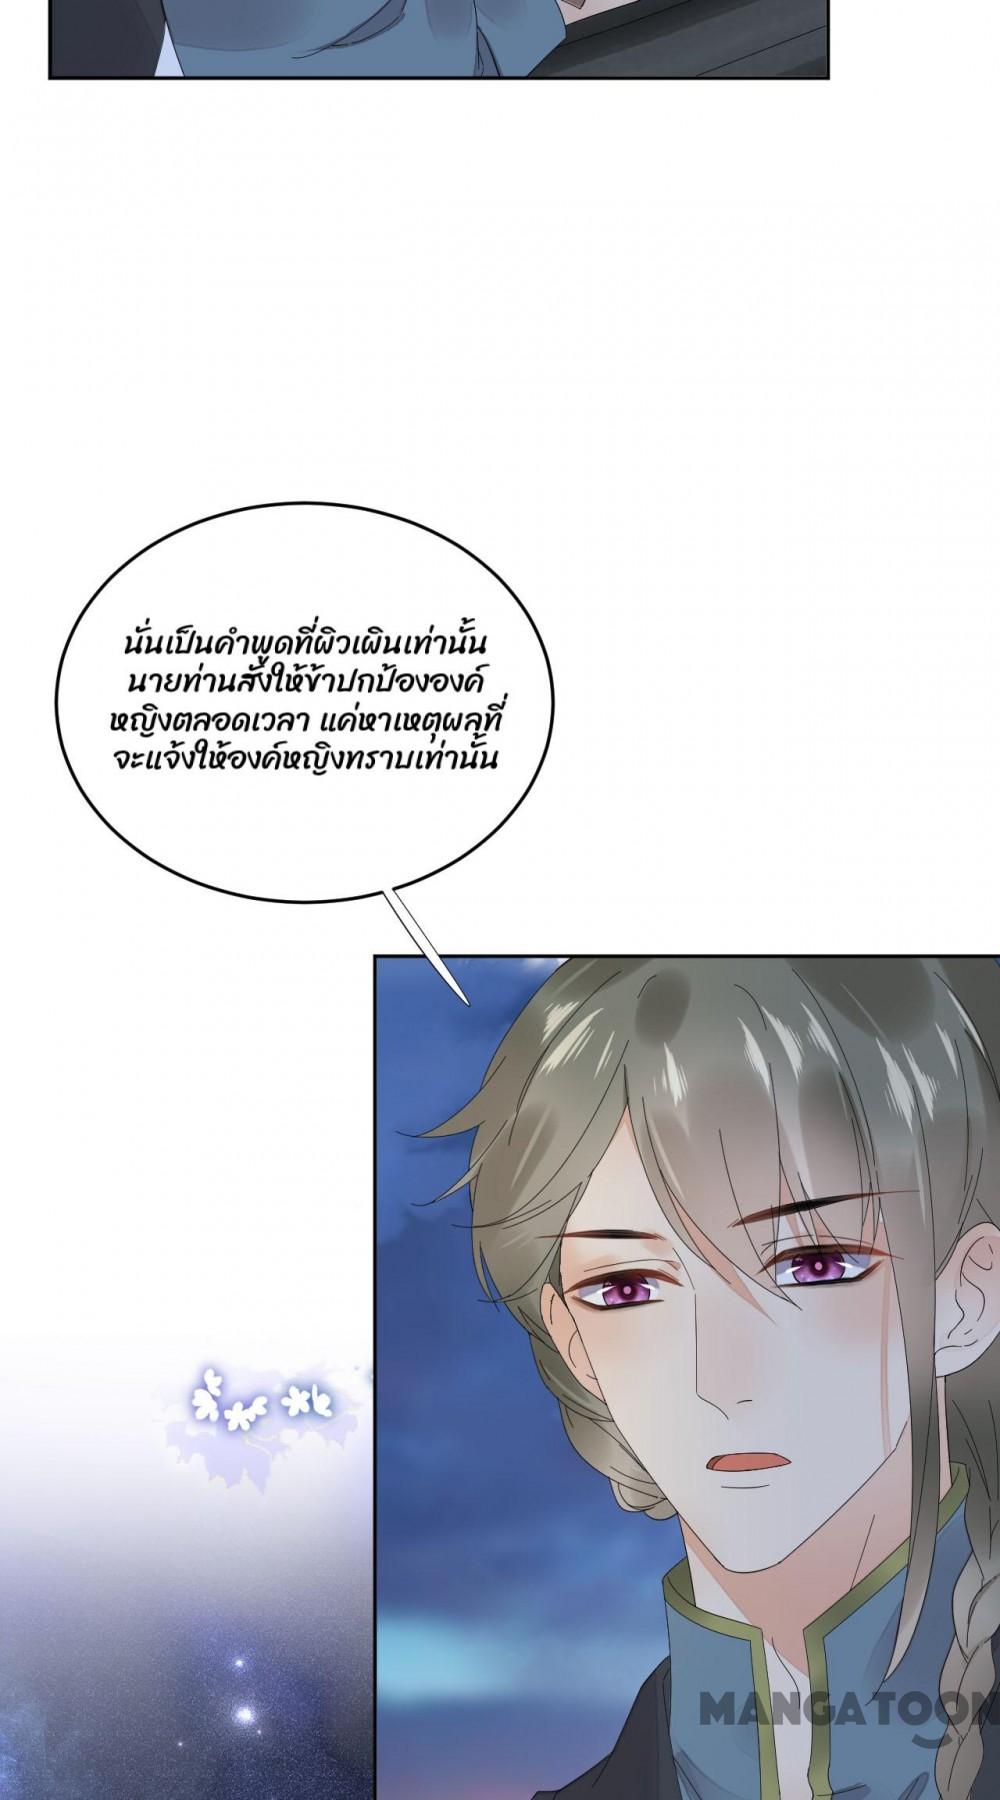 นั่นเป็นคำพูดที่ผิวเผินเท่านั้น
นายท่านสั่งให้ข้าปกป้ององค์
หญิงตลอดเวลา แค่หาเหตุผลที่
จะแจ้งให้องค์หญิงทราบเท่านั้น
MANGATOON